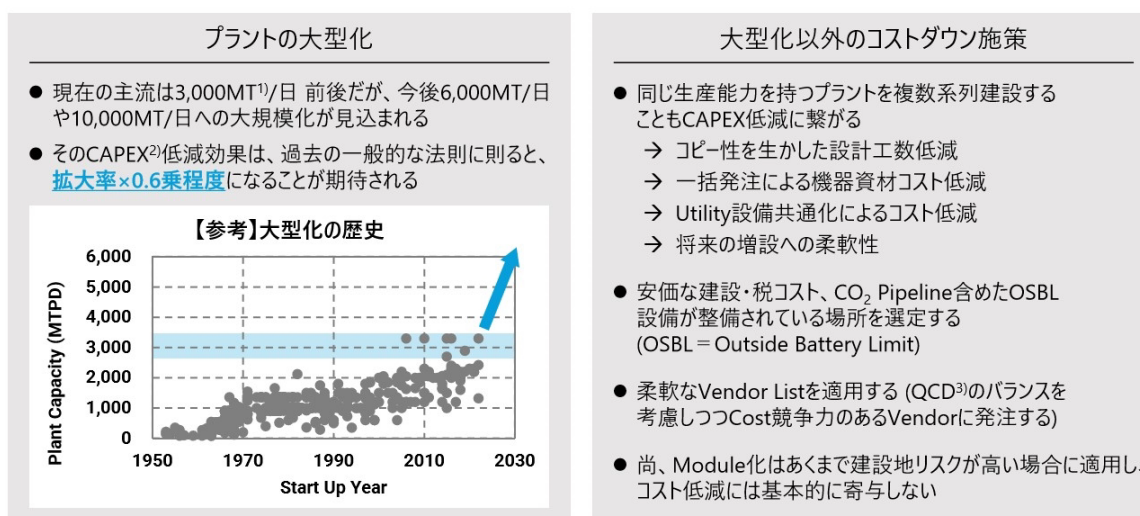 プラントの大型化
● 現在の主流は3,000MT1)/日 前後だが、今後6,000MT/日
や10,000MT/日への大規模化が見込まれる
● そのCAPEX2)低減効果は、過去の一般的な法則に則ると、
拡大率×0.6乗程度になることが期待される
【参考】大型化の歴史
Plant Capacity (MTPD)
6,000
5,000
4,000
3,000
2,000
1,000
0
1950 1970 1990 2010 2030
Start Up Year
大型化以外のコストダウン施策
● 同じ生産能力を持つプラントを複数系列建設する
こともCAPEX低減に繋がる
→ コピー性を生かした設計工数低減
→ 一括発注による機器資材コスト低減
→ Utility設備共通化によるコスト低減
→ 将来の増設への柔軟性
● 安価な建設・税コスト、CO2 Pipeline含めたOSBL
設備が整備されている場所を選定する
(OSBL＝Outside Battery Limit)
● 柔軟なVendor Listを適用する (QCD3)のバランスを
考慮しつつCost競争力のあるVendorに発注する)
● 尚、Module化はあくまで建設地リスクが高い場合に適用し、
コスト低減には基本的に寄与しない